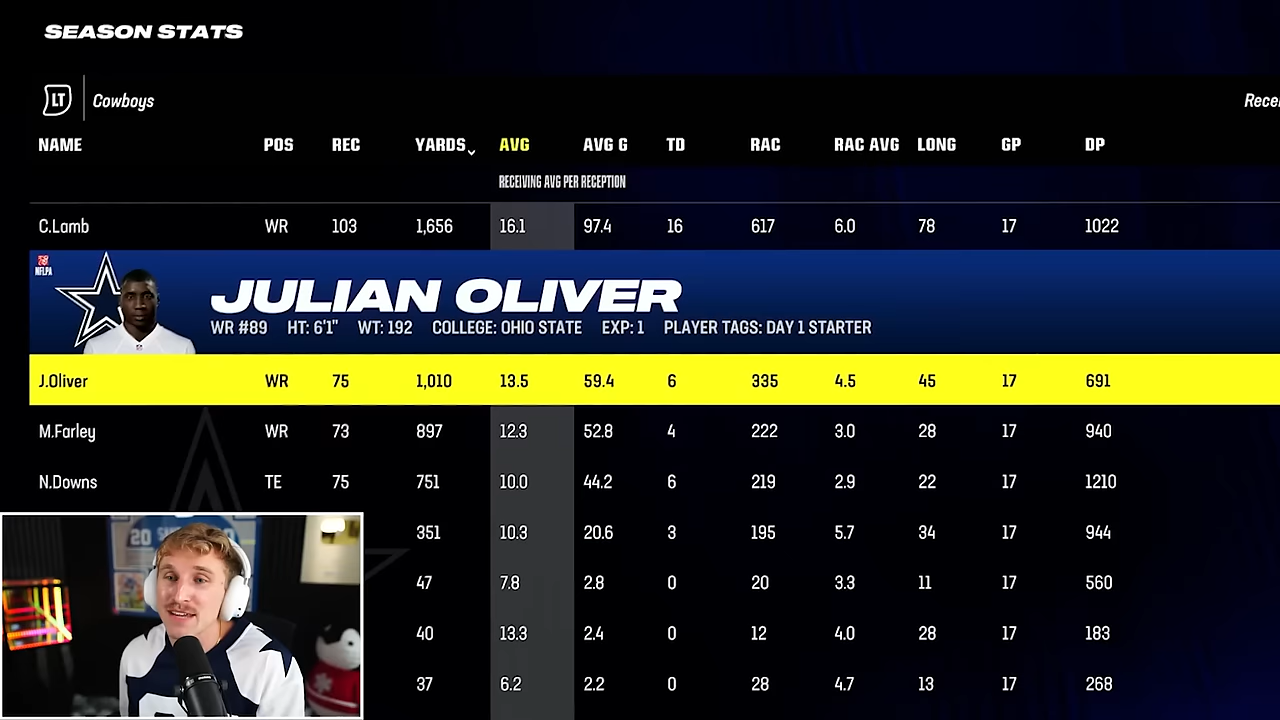 SEASON STATS
LT Cowboys Recei
NAME POS REC YARDS AVG AVG G TD RAC RAC AVG LONG GP DP
RECEIVING AVG PER RECEPTION
C.Lamb WR 103 1,656 16.1 97.4 16 617 6.0 78 17 1022
NFLPA
JULIAN OLIVER
WR #89 HT: 6'1" WT: 192 COLLEGE: OHIO STATE EXP: 1 PLAYER TAGS: DAY 1 STARTER
J.Oliver WR 75 1,010 13.5 59.4 6 335 4.5 45 17 691
M.Farley WR 73 897 12.3 52.8 4 222 3.0 28 17 940
N.Downs TE 75 751 10.0 44.2 6 219 2.9 22 17 1210
351 10.3 20.6 3 195 5.7 34 17 944
47 7.8 2.8 0 20 3.3 11 17 560
40 13.3 2.4 0 12 4.0 28 17 183
37 6.2 2.2 0 28 4.7 13 17 268
20